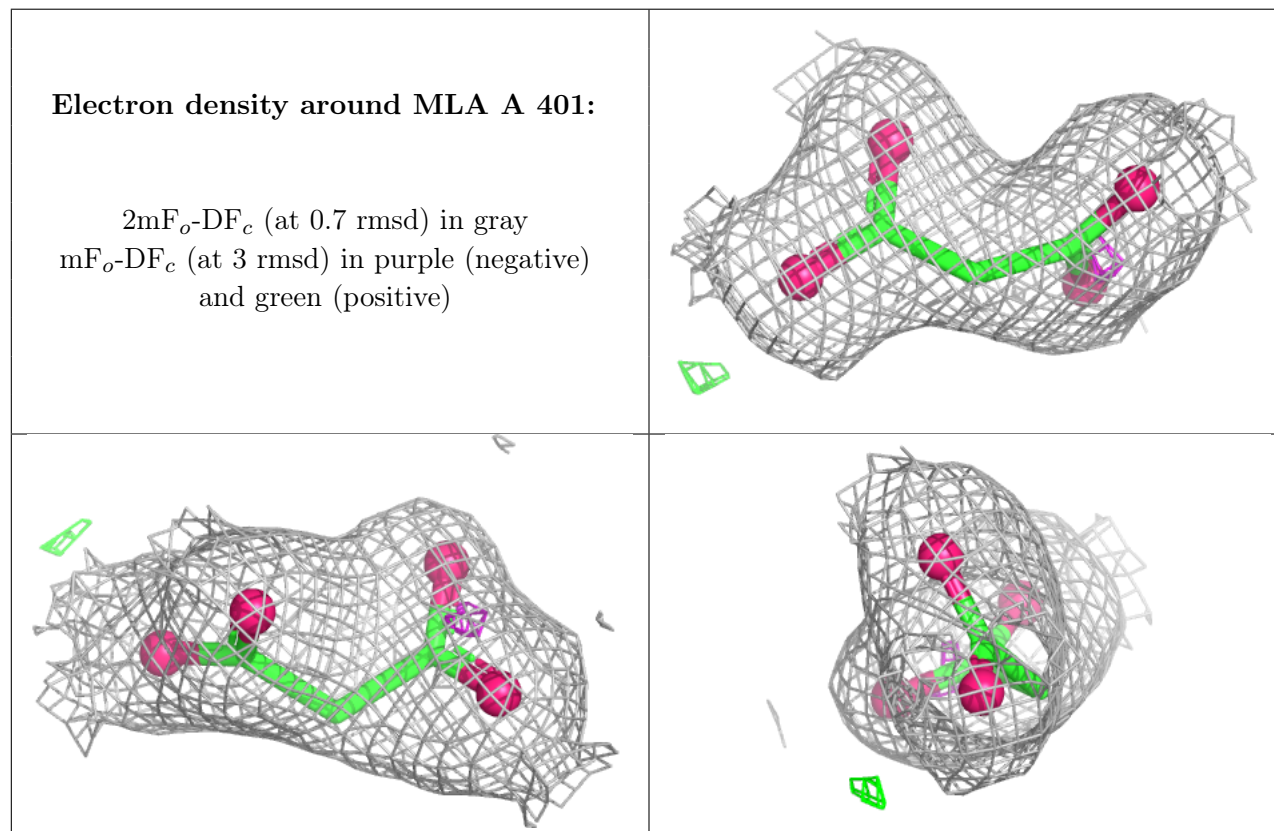 Electron density around MLA A 401:
2mFₒ-DF𝒸 (at 0.7 rmsd) in gray
mFₒ-DF𝒸 (at 3 rmsd) in purple (negative)
and green (positive)